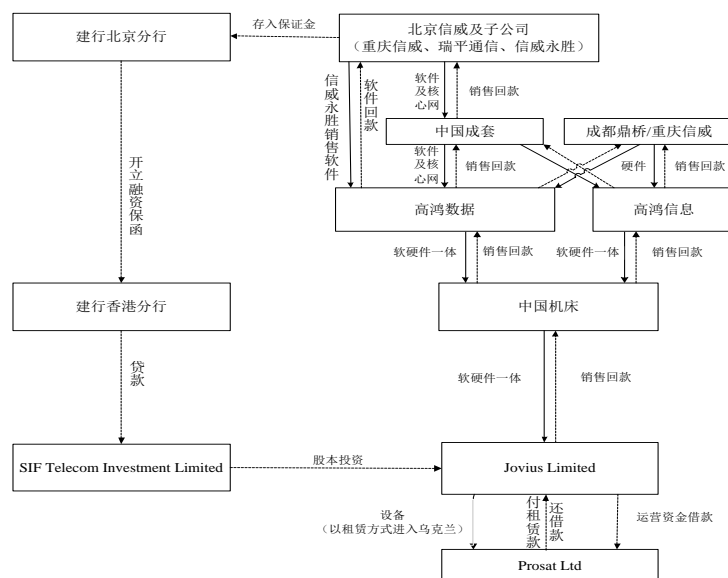 建行北京分行
存入保证金
北京信威及子公司
（重庆信威、瑞平通信、信威永胜）
信威永胜销售软件
软件回款
软件
及核
心网
销售回款
中国成套
成都鼎桥/重庆信威
软件
及核
心网
销售回款
硬件
销售回款
开立融资保函
高鸿数据
高鸿信息
软硬件一体
销售回款
软硬件一体
销售回款
建行香港分行
中国机床
贷款
软硬件一体
销售回款
SIF Telecom Investment Limited
股本投资
Jovius Limited
设备
（以租赁方式进入乌克兰）
付租赁款
还借款
运营资金借款
Prosat Ltd